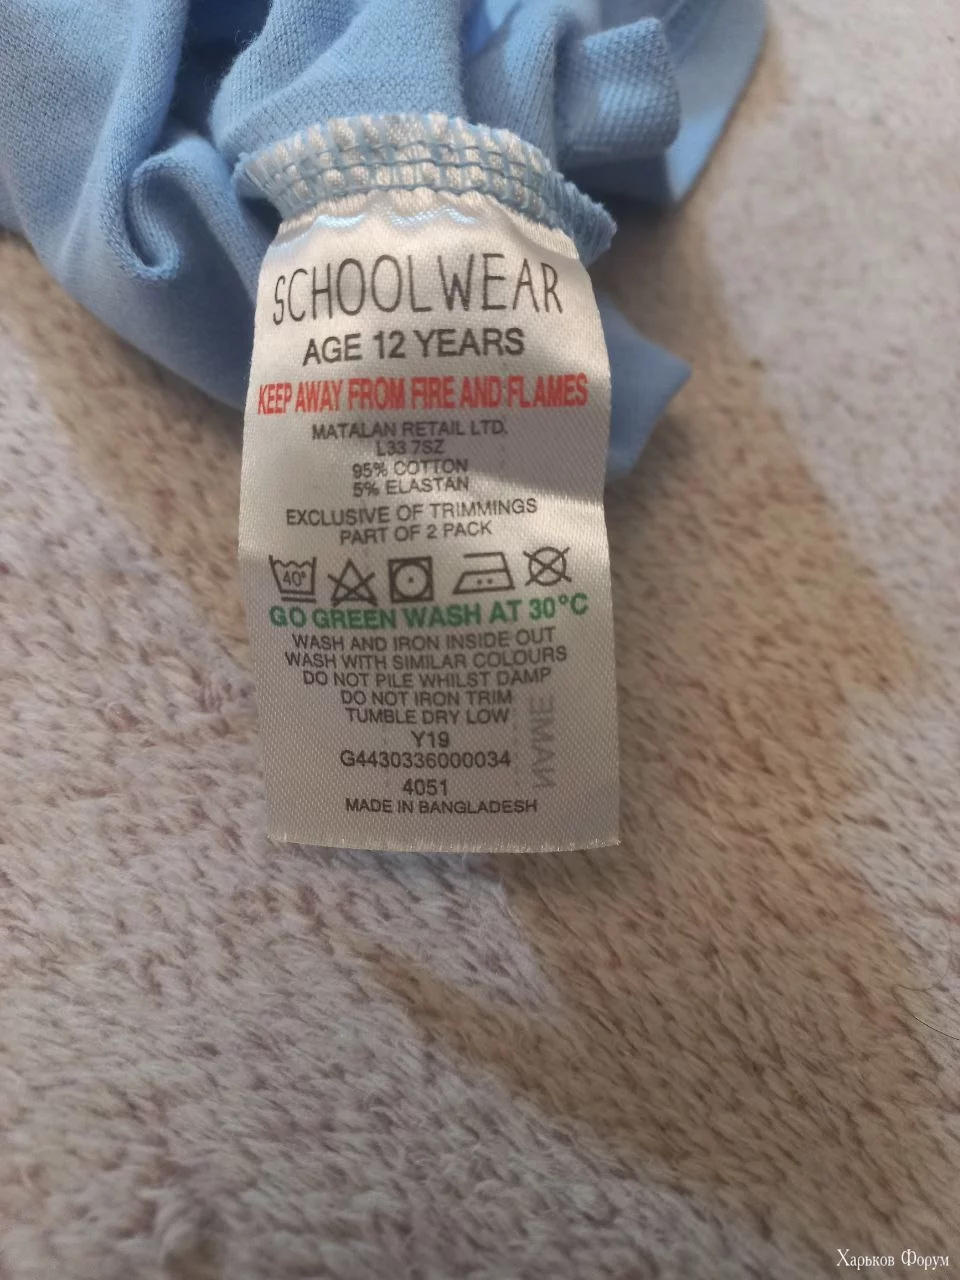 SCHOOLWEAR
AGE 12 YEARS
KEEP AWAY FROM FIRE AND FLAMES
MATALAN RETAIL LTD.
L33 7SZ
95% COTTON
5% ELASTAN
EXCLUSIVE OF TRIMMINGS
PART OF 2 PACK
40°
GO GREEN WASH AT 30°C
WASH AND IRON INSIDE OUT
WASH WITH SIMILAR COLOURS
DO NOT PILE WHILST DAMP
DO NOT IRON TRIM
TUMBLE DRY LOW
Y19
G4430336000034
4051
MADE IN BANGLADESH
NAME
Харьков Форум